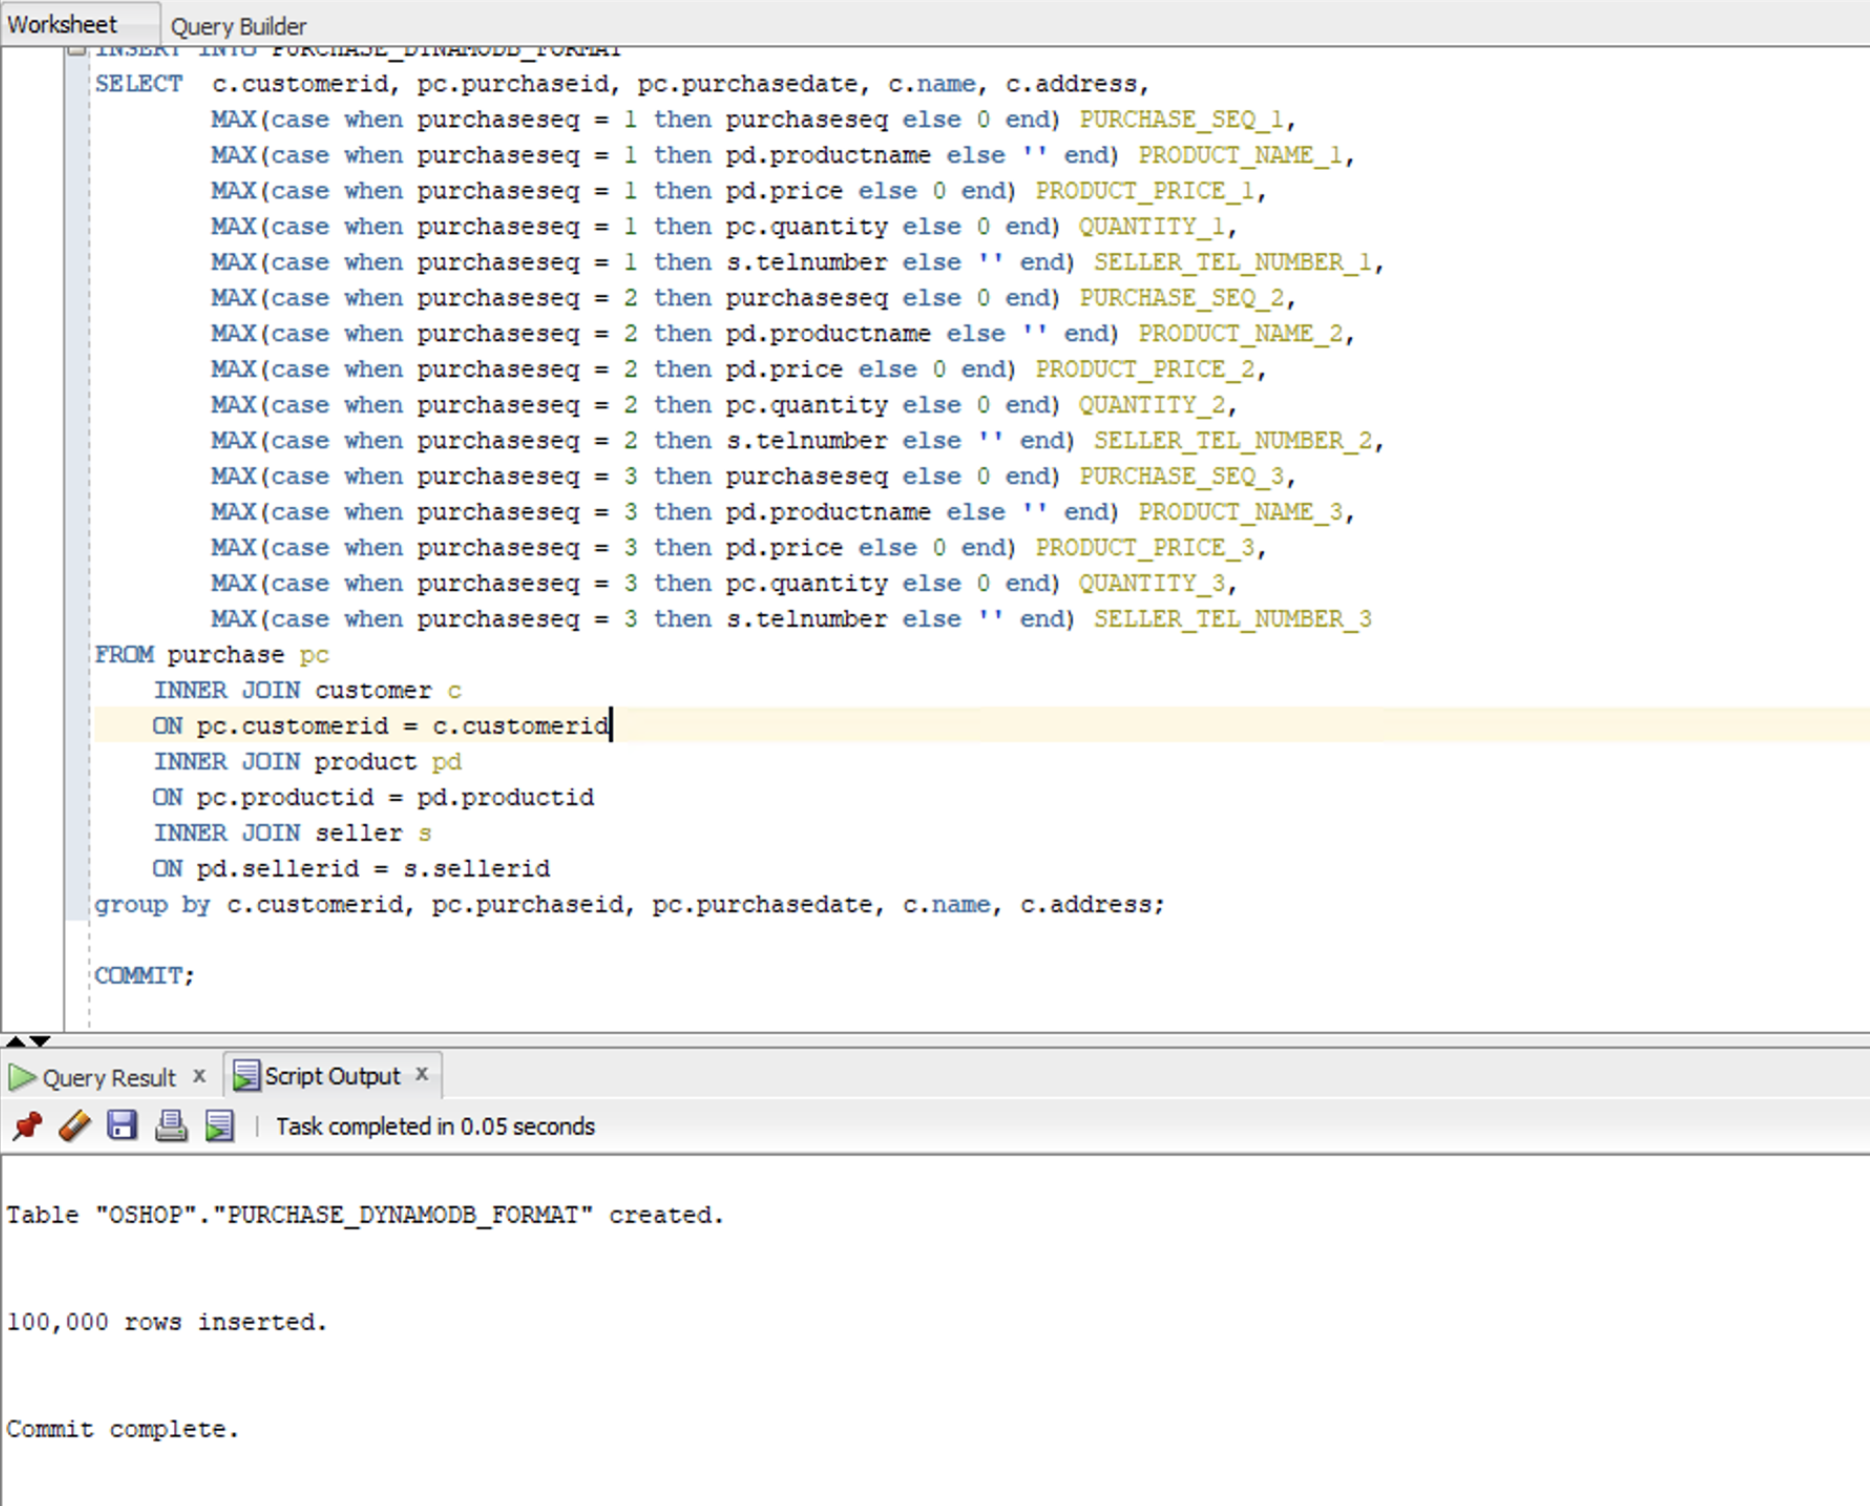 Worksheet Query Builder
INSERT INTO PURCHASE_DYNAMODB_FORMAT
SELECT  c.customerid, pc.purchaseid, pc.purchasedate, c.name, c.address,
        MAX(case when purchaseseq = 1 then purchaseseq else 0 end) PURCHASE_SEQ_1,
        MAX(case when purchaseseq = 1 then pd.productname else '' end) PRODUCT_NAME_1,
        MAX(case when purchaseseq = 1 then pd.price else 0 end) PRODUCT_PRICE_1,
        MAX(case when purchaseseq = 1 then pc.quantity else 0 end) QUANTITY_1,
        MAX(case when purchaseseq = 1 then s.telnumber else '' end) SELLER_TEL_NUMBER_1,
        MAX(case when purchaseseq = 2 then purchaseseq else 0 end) PURCHASE_SEQ_2,
        MAX(case when purchaseseq = 2 then pd.productname else '' end) PRODUCT_NAME_2,
        MAX(case when purchaseseq = 2 then pd.price else 0 end) PRODUCT_PRICE_2,
        MAX(case when purchaseseq = 2 then pc.quantity else 0 end) QUANTITY_2,
        MAX(case when purchaseseq = 2 then s.telnumber else '' end) SELLER_TEL_NUMBER_2,
        MAX(case when purchaseseq = 3 then purchaseseq else 0 end) PURCHASE_SEQ_3,
        MAX(case when purchaseseq = 3 then pd.productname else '' end) PRODUCT_NAME_3,
        MAX(case when purchaseseq = 3 then pd.price else 0 end) PRODUCT_PRICE_3,
        MAX(case when purchaseseq = 3 then pc.quantity else 0 end) QUANTITY_3,
        MAX(case when purchaseseq = 3 then s.telnumber else '' end) SELLER_TEL_NUMBER_3
FROM purchase pc
    INNER JOIN customer c
    ON pc.customerid = c.customerid
    INNER JOIN product pd
    ON pc.productid = pd.productid
    INNER JOIN seller s
    ON pd.sellerid = s.sellerid
group by c.customerid, pc.purchaseid, pc.purchasedate, c.name, c.address;
COMMIT;
Query Result x Script Output x
Task completed in 0.05 seconds
Table "OSHOP"."PURCHASE_DYNAMODB_FORMAT" created.
100,000 rows inserted.
Commit complete.